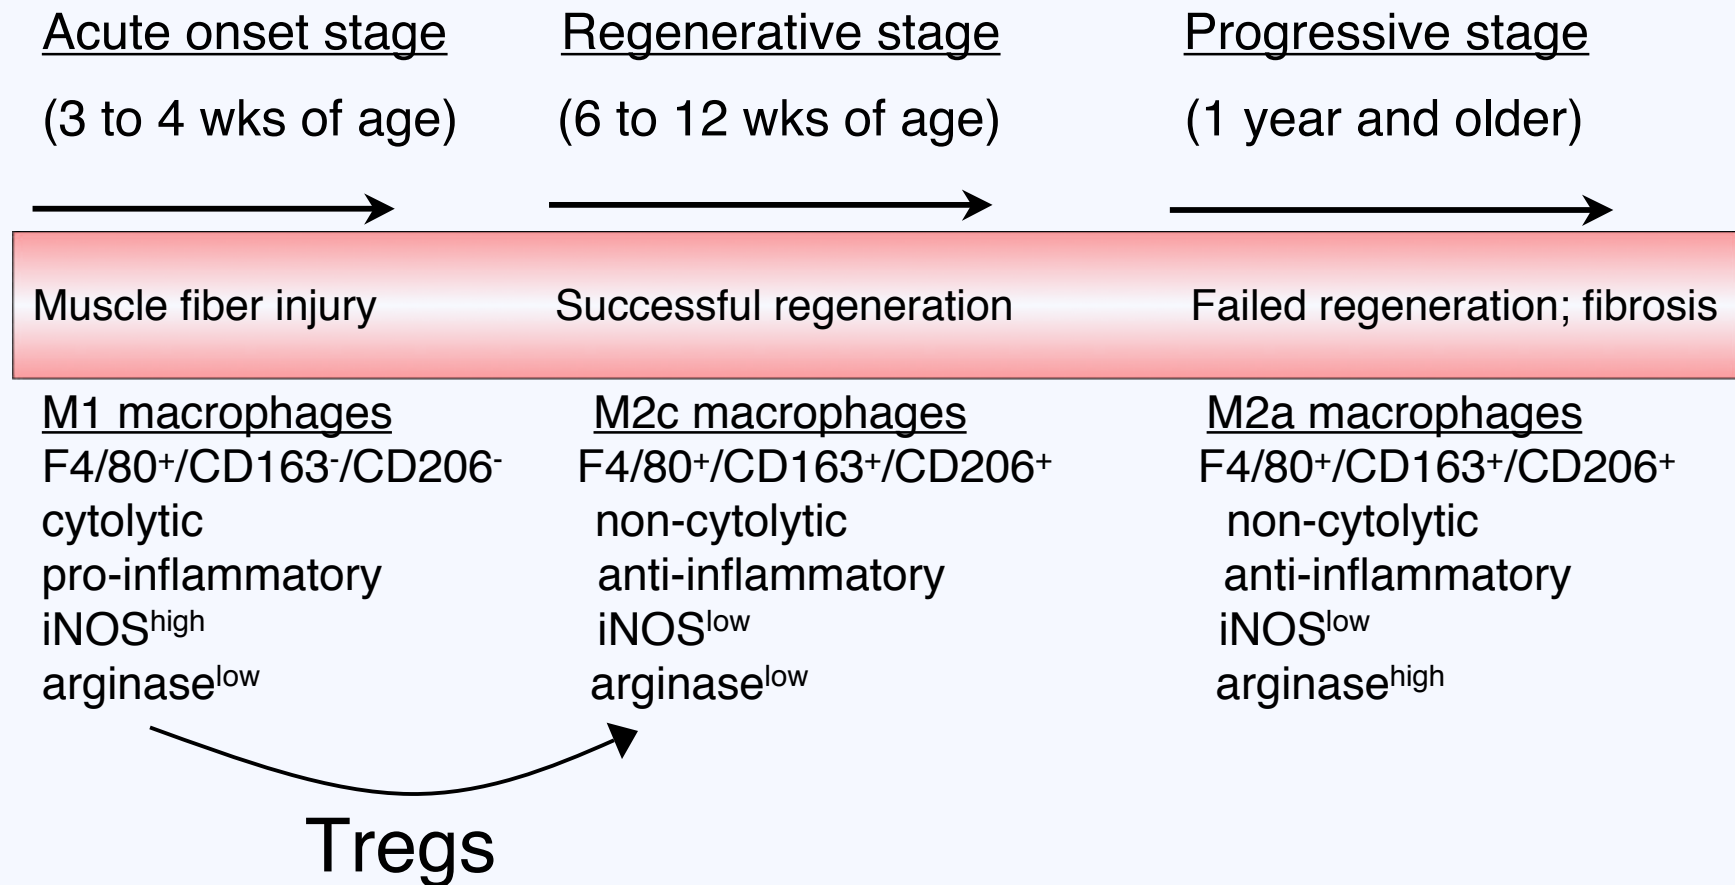 Acute onset stage
(3 to 4 wks of age)
Regenerative stage
(6 to 12 wks of age)
Progressive stage
(1 year and older)
Muscle fiber injury
Successful regeneration
Failed regeneration; fibrosis
M1 macrophages
F4/80⁺/CD163⁻/CD206⁻
cytolytic
pro-inflammatory
iNOSʰⁱᵍʰ
arginaseˡᵒʷ
M2c macrophages
F4/80⁺/CD163⁺/CD206⁺
non-cytolytic
anti-inflammatory
iNOSˡᵒʷ
arginaseˡᵒʷ
M2a macrophages
F4/80⁺/CD163⁺/CD206⁺
non-cytolytic
anti-inflammatory
iNOSˡᵒʷ
arginaseʰⁱᵍʰ
Tregs